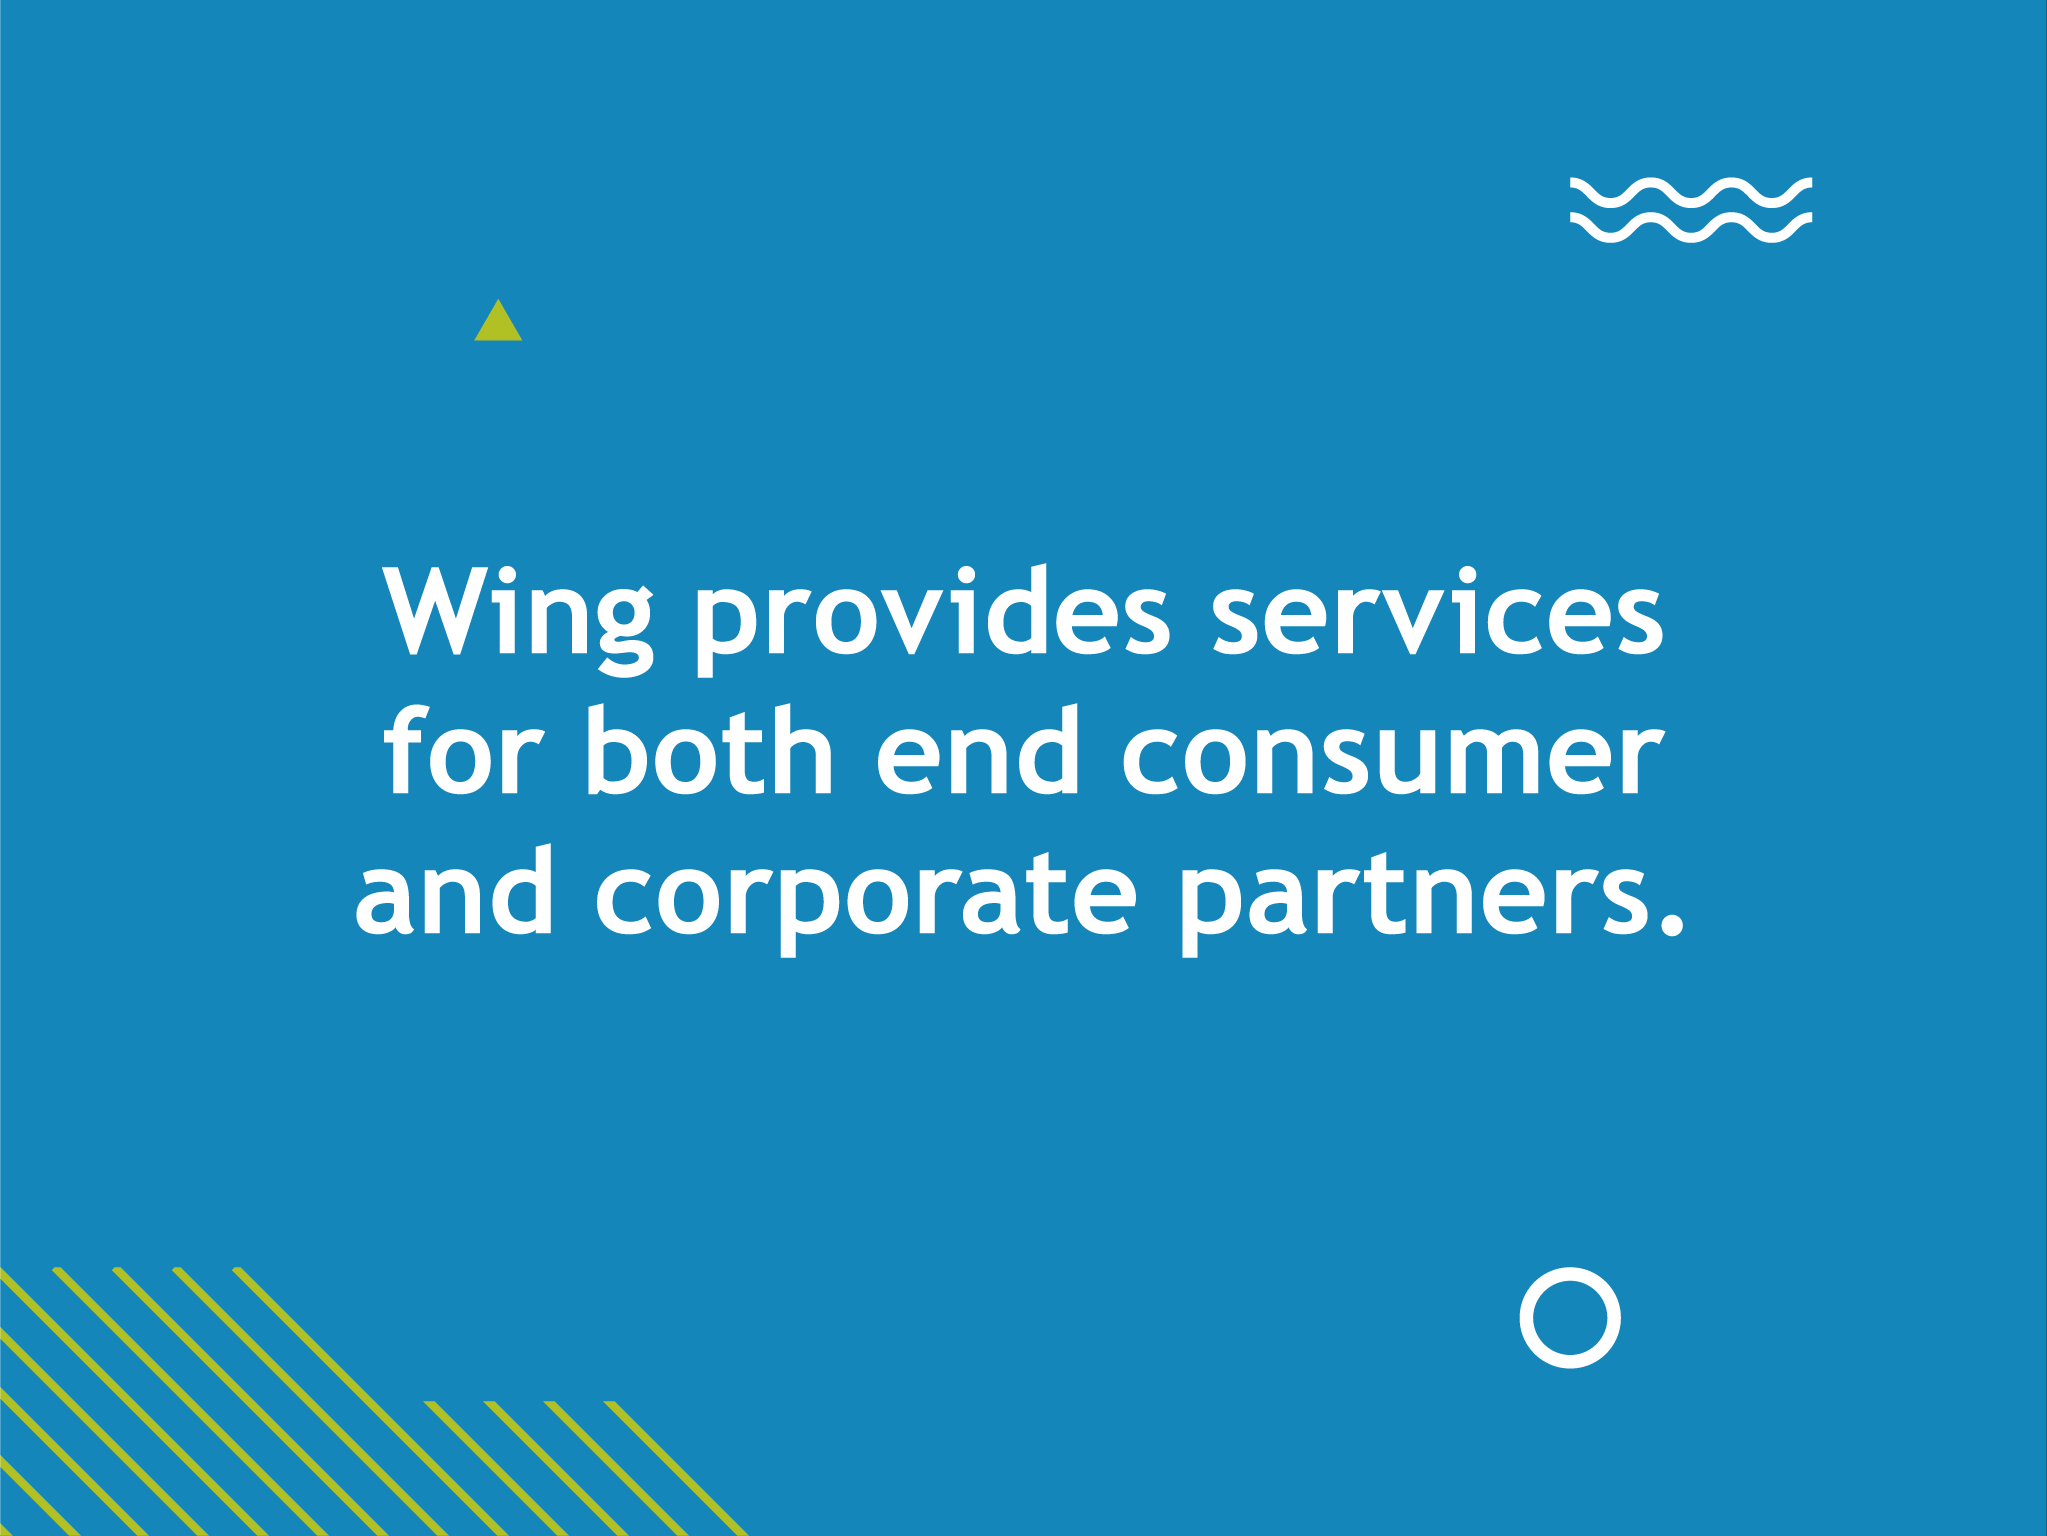 Wing provides services
for both end consumer
and corporate partners.